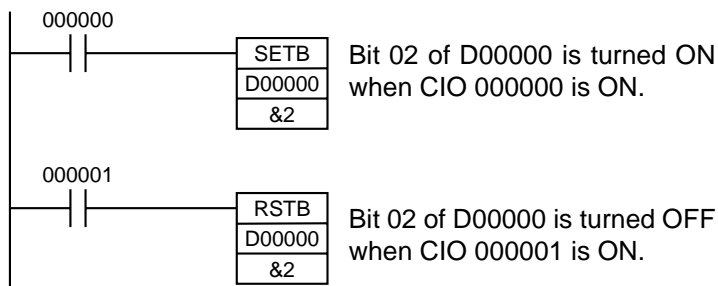 000000
SETB
D00000
&2
Bit 02 of D00000 is turned ON
when CIO 000000 is ON.
000001
RSTB
D00000
&2
Bit 02 of D00000 is turned OFF
when CIO 000001 is ON.